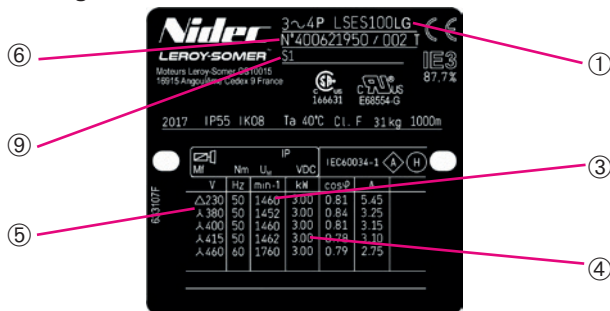 Nidec
3~4P LSES100LG
CE
⑥
N°400621950 / 002 T
①
LEROY-SOMER
S1
IE3
87,7%
Moteurs Leroy-Somer CS10015
16915 Angoulême Cedex 9 France
C US
166631
C US
E68554-G
⑨
2017 IP55 IK08 Ta 40°C Cl. F 31kg 1000m
IP
IEC60034-1 A H
Mf Nm VDC
③
V Hz min-1 kW cosφ A
△230 50 1460 3.00 0.81 5.45
⅄380 50 1452 3.00 0.84 3.25
⑤
⅄400 50 1460 3.00 0.81 3.15
⅄415 50 1462 3.00 0.78 3.10
④
⅄460 60 1760 3.00 0.79 2.75